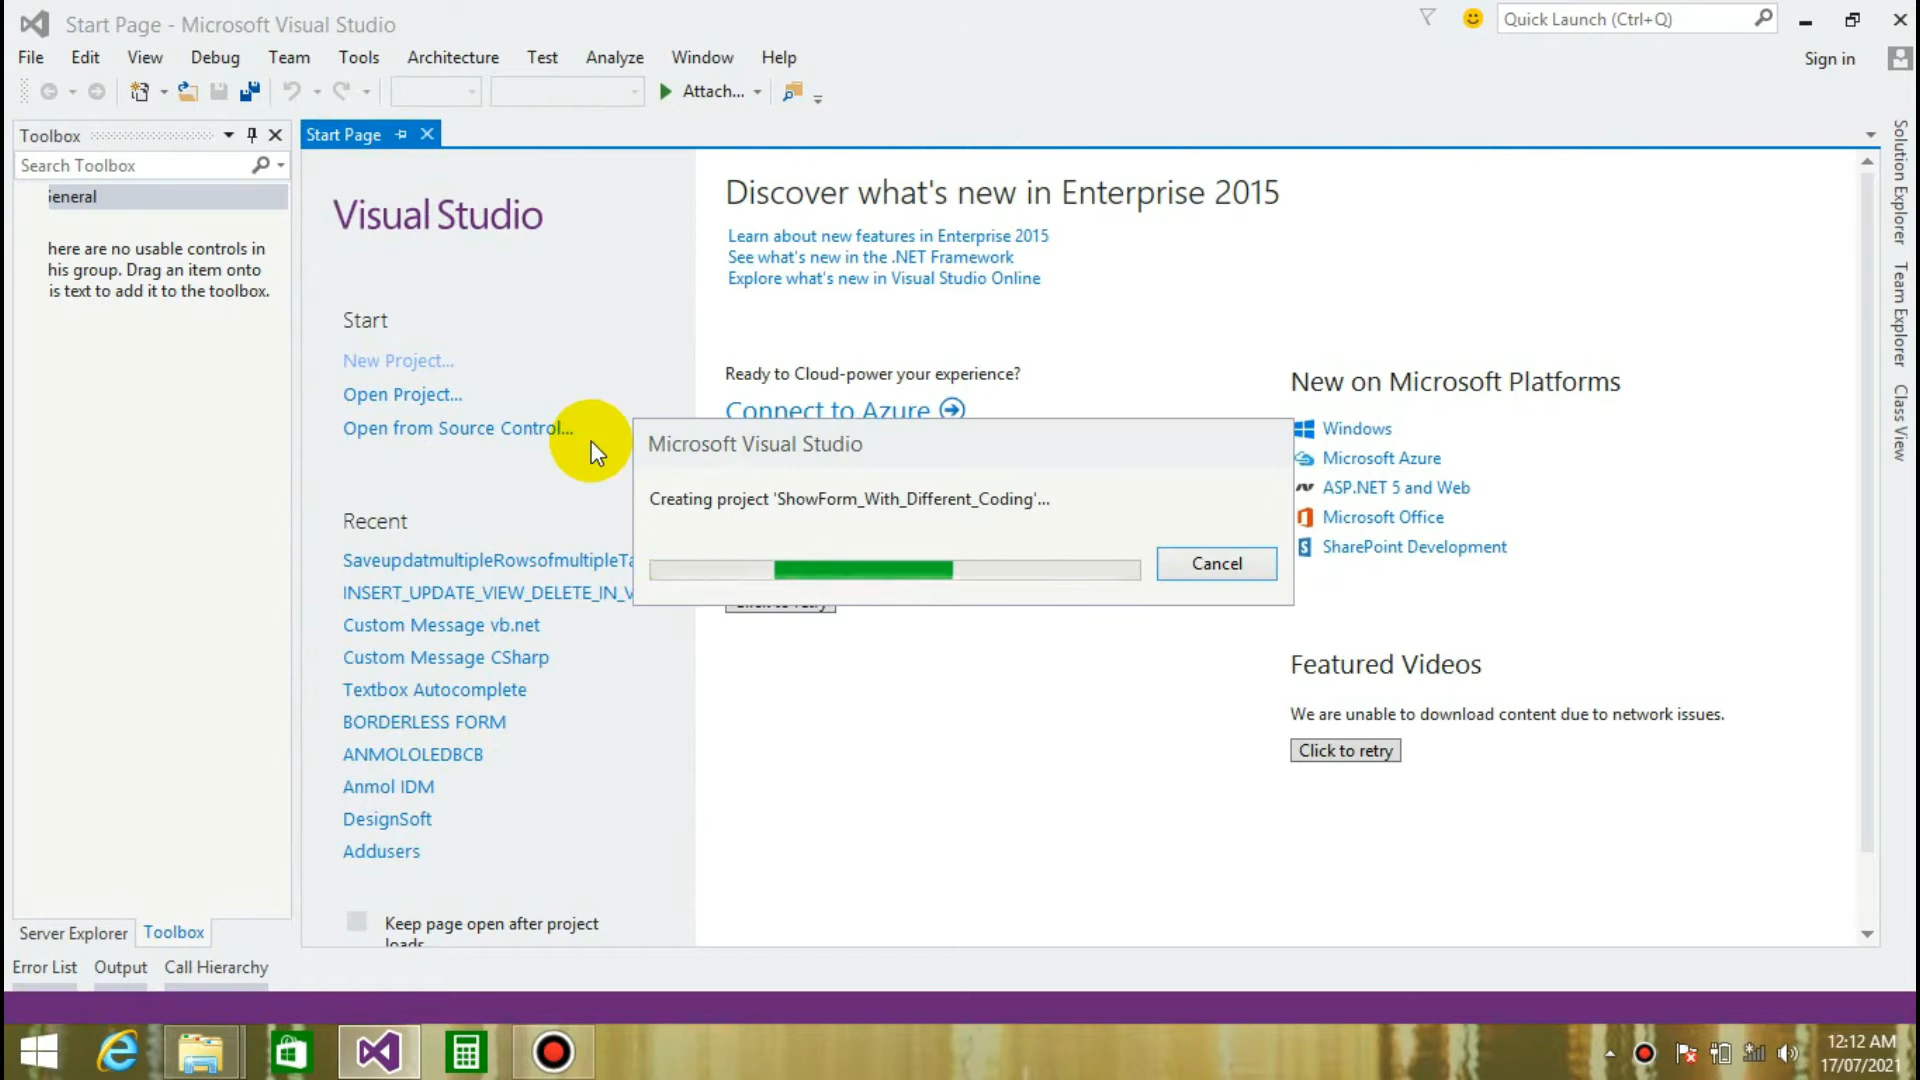 Start Page - Microsoft Visual Studio
Quick Launch (Ctrl+Q)
File Edit View Debug Team Tools Architecture Test Analyze Window Help
Sign in
Attach...
Toolbox
Start Page
Search Toolbox
eneral
here are no usable controls in
his group. Drag an item onto
is text to add it to the toolbox.
Visual Studio
Start
New Project...
Open Project...
Open from Source Control...
Recent
SaveupdatmultipleRowsofmultipleTa
INSERT_UPDATE_VIEW_DELETE_IN_V
Custom Message vb.net
Custom Message CSharp
Textbox Autocomplete
BORDERLESS FORM
ANMOLOLEDBCB
Anmol IDM
DesignSoft
Addusers
Keep page open after project
loads
Discover what's new in Enterprise 2015
Learn about new features in Enterprise 2015
See what's new in the .NET Framework
Explore what's new in Visual Studio Online
Ready to Cloud-power your experience?
Connect to Azure
Microsoft Visual Studio
Creating project 'ShowForm_With_Different_Coding'...
Cancel
Click to retry
New on Microsoft Platforms
Windows
Microsoft Azure
ASP.NET 5 and Web
Microsoft Office
SharePoint Development
Featured Videos
We are unable to download content due to network issues.
Click to retry
Solution Explorer
Team Explorer
Class View
Server Explorer Toolbox
Error List Output Call Hierarchy
12:12 AM
17/07/2021